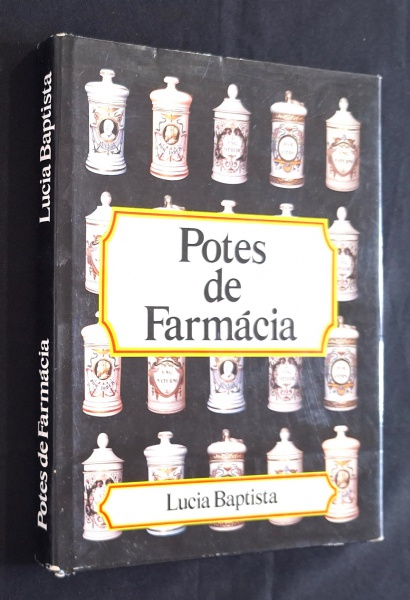 Lucia Baptista
Potes de Farmácia
Potes
de
Farmácia
Lucia Baptista